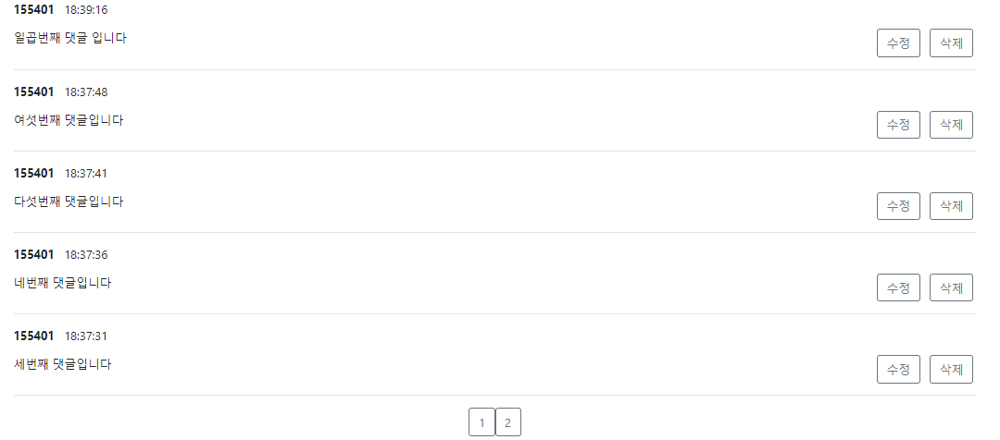 155401 18:39:16
일곱번째 댓글 입니다
수정 삭제
155401 18:37:48
여섯번째 댓글입니다
수정 삭제
155401 18:37:41
다섯번째 댓글입니다
수정 삭제
155401 18:37:36
네번째 댓글입니다
수정 삭제
155401 18:37:31
세번째 댓글입니다
수정 삭제
1 2